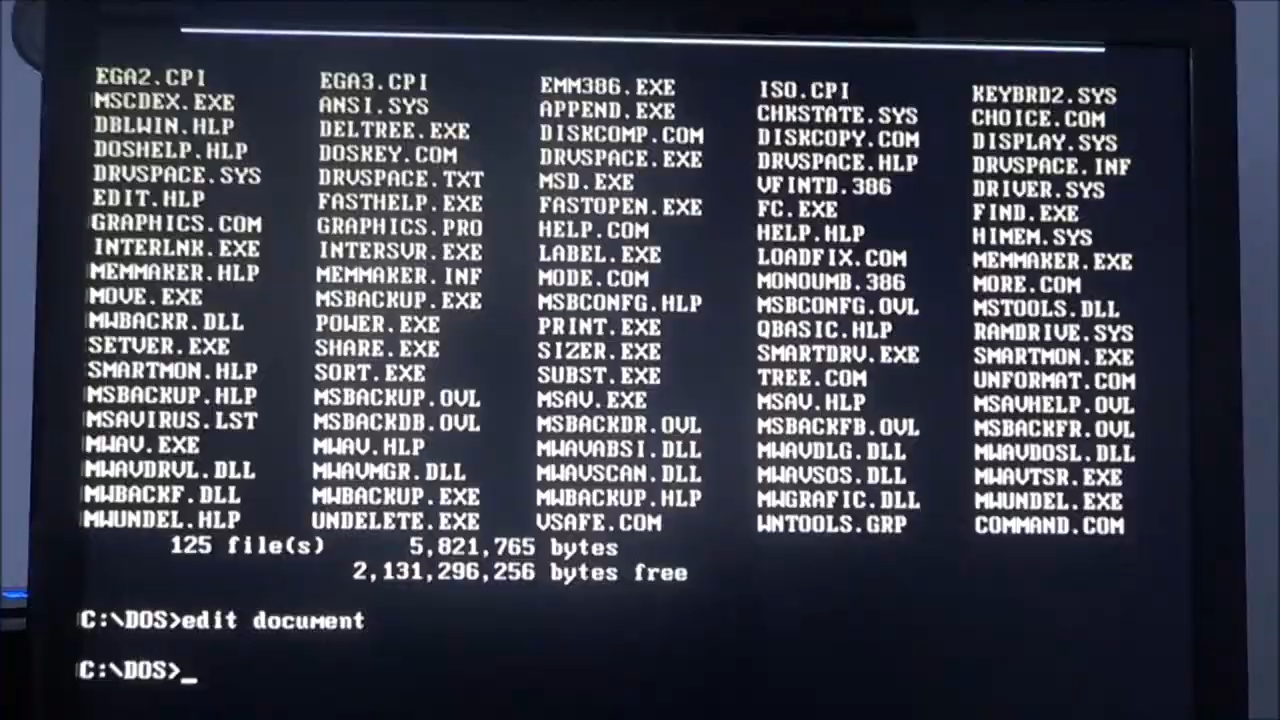 EGA2.CPI EGA3.CPI EMM386.EXE ISO.CPI KEYBRD2.SYS
MSCDEX.EXE ANSI.SYS APPEND.EXE CHKSTATE.SYS CHOICE.COM
DBLWIN.HLP DELTREE.EXE DISKCOMP.COM DISKCOPY.COM DISPLAY.SYS
DOSHELP.HLP DOSKEY.COM DRVSPACE.EXE DRVSPACE.HLP DRVSPACE.INF
DRVSPACE.SYS DRVSPACE.TXT MSD.EXE VFINTD.386 DRIVER.SYS
EDIT.HLP FASTHELP.EXE FASTOPEN.EXE FC.EXE FIND.EXE
GRAPHICS.COM GRAPHICS.PRO HELP.COM HELP.HLP HIMEM.SYS
INTERLNK.EXE INTERSVR.EXE LABEL.EXE LOADFIX.COM MEMMAKER.EXE
MEMMAKER.HLP MEMMAKER.INF MODE.COM MONOUMB.386 MORE.COM
MOVE.EXE MSBACKUP.EXE MSBCONFG.HLP MSBCONFG.OVL MSTOOLS.DLL
MWBACKR.DLL POWER.EXE PRINT.EXE QBASIC.HLP RAMDRIVE.SYS
SETVER.EXE SHARE.EXE SIZER.EXE SMARTDRV.EXE SMARTMON.EXE
SMARTMON.HLP SORT.EXE SUBST.EXE TREE.COM UNFORMAT.COM
MSBACKUP.HLP MSBACKUP.OVL MSAV.EXE MSAV.HLP MSAVHELP.OVL
MSAVIRUS.LST MSBACKDB.OVL MSBACKDR.OVL MSBACKFB.OVL MSBACKFR.OVL
MWAV.EXE MWAV.HLP MWAVABSI.DLL MWAVDLG.DLL MWAVDOSL.DLL
MWAVDRVL.DLL MWAVMGR.DLL MWAVSCAN.DLL MWAVSOS.DLL MWAVTSR.EXE
MWBACKF.DLL MWBACKUP.EXE MWBACKUP.HLP MWGRAFIC.DLL MWUNDEL.EXE
MWUNDEL.HLP UNDELETE.EXE VSAFE.COM WNTOOLS.GRP COMMAND.COM
125 file(s) 5,821,765 bytes
2,131,296,256 bytes free
C:\DOS>edit document
C:\DOS>_